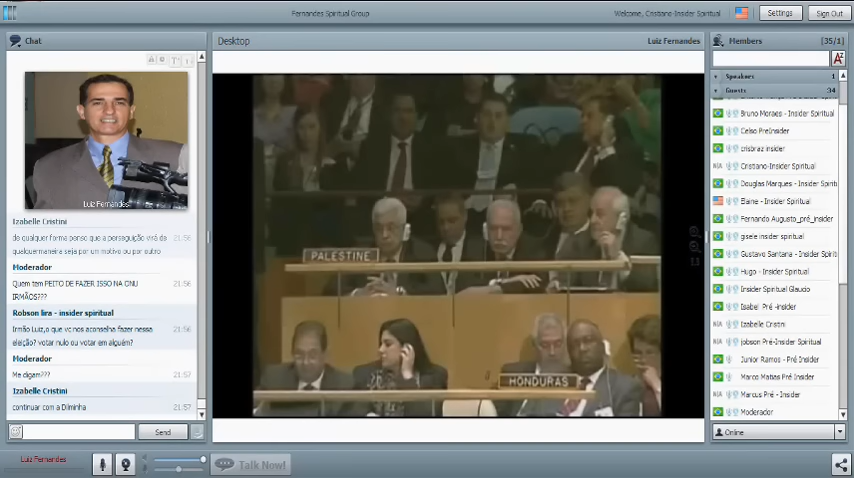 Fernandes Spiritual Group
Welcome, Cristiano-Insider Spiritual
Settings
Sign Out
Chat
Luiz Fernandes
Izabelle Cristini
de qualquer forma penso que a perseguição virá de
qualquermaneira seja por um motivo ou por outro
21:56
Moderador
Quem tem PEITO DE FAZER ISSO NA ONU
IRMÃOS???
21:56
Robson lira - insider spiritual
Irmão Luiz,o que vc nos aconselha fazer nessa
eleição? votar nulo ou votar em alguém?
21:56
Moderador
Me digam???
21:57
Izabelle Cristini
continuar com a Dilminha
21:57
Send
Desktop
Luiz Fernandes
PALESTINE
HONDURAS
1:1
Members
(35/1)
Speakers
1
Guests
34
Bruno Moraes - Insider Spiritual
Celso PreInsider
crisbraz insider
N/A
Cristiano-Insider Spiritual
Douglas Marques - Insider Spirit
Elaine - Insider Spiritual
Fernando Augusto_pré_insider
gisele insider spiritual
Gustavo Santana - Insider Spirit
Hugo - Insider Spiritual
Insider Spiritual Glaucio
Isabel Pré -insider
N/A
Izabelle Cristini
N/A
jobson Pré-Insider Spiritual
Junior Ramos - Pré Insider
Marco Matias Pré Insider
N/A
Marcus Pré - Insider
Moderador
Online
Luiz Fernandes
Talk Now!